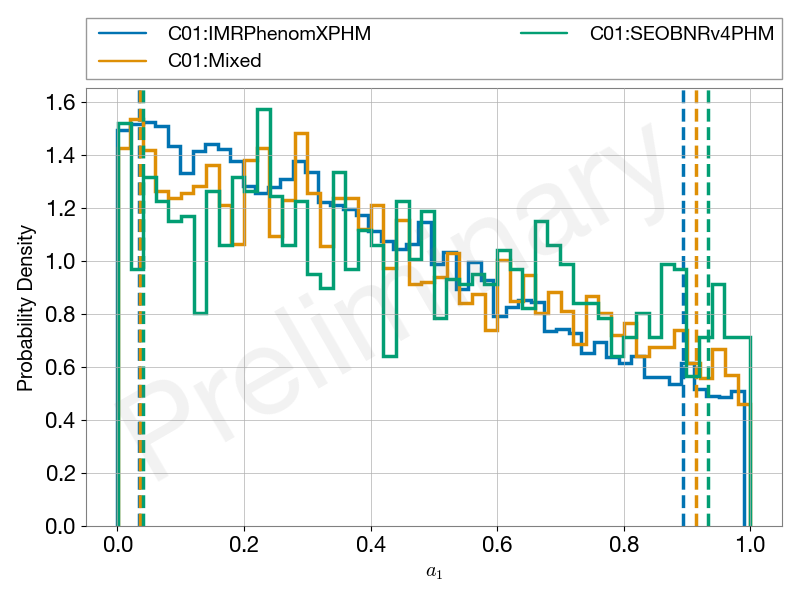 C01:IMRPhenomXPHM
C01:Mixed
C01:SEOBNRv4PHM
1.6
1.4
1.2
1.0
0.8
0.6
0.4
0.2
0.0
Probability Density
Preliminary
0.0 0.2 0.4 0.6 0.8 1.0
a₁